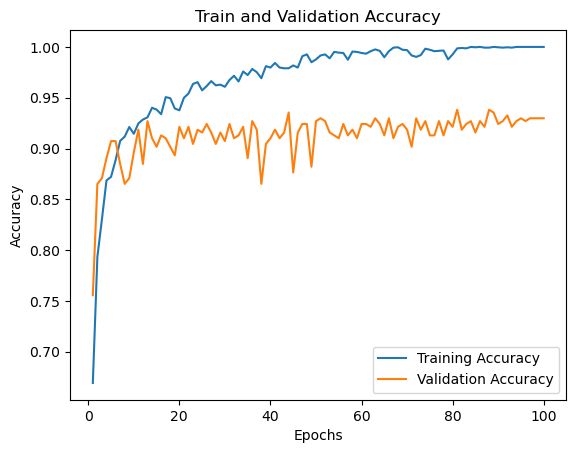 Train and Validation Accuracy
1.00
0.95
0.90
0.85
0.80
0.75
0.70
Accuracy
Training Accuracy
Validation Accuracy
0 20 40 60 80 100
Epochs